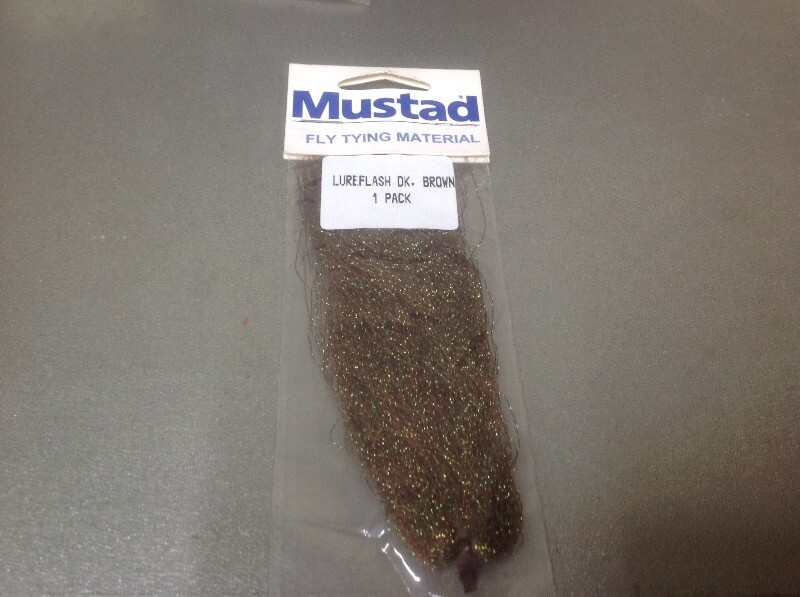 Mustad
FLY TYING MATERIAL
LUREFLASH DK. BROWN
1 PACK